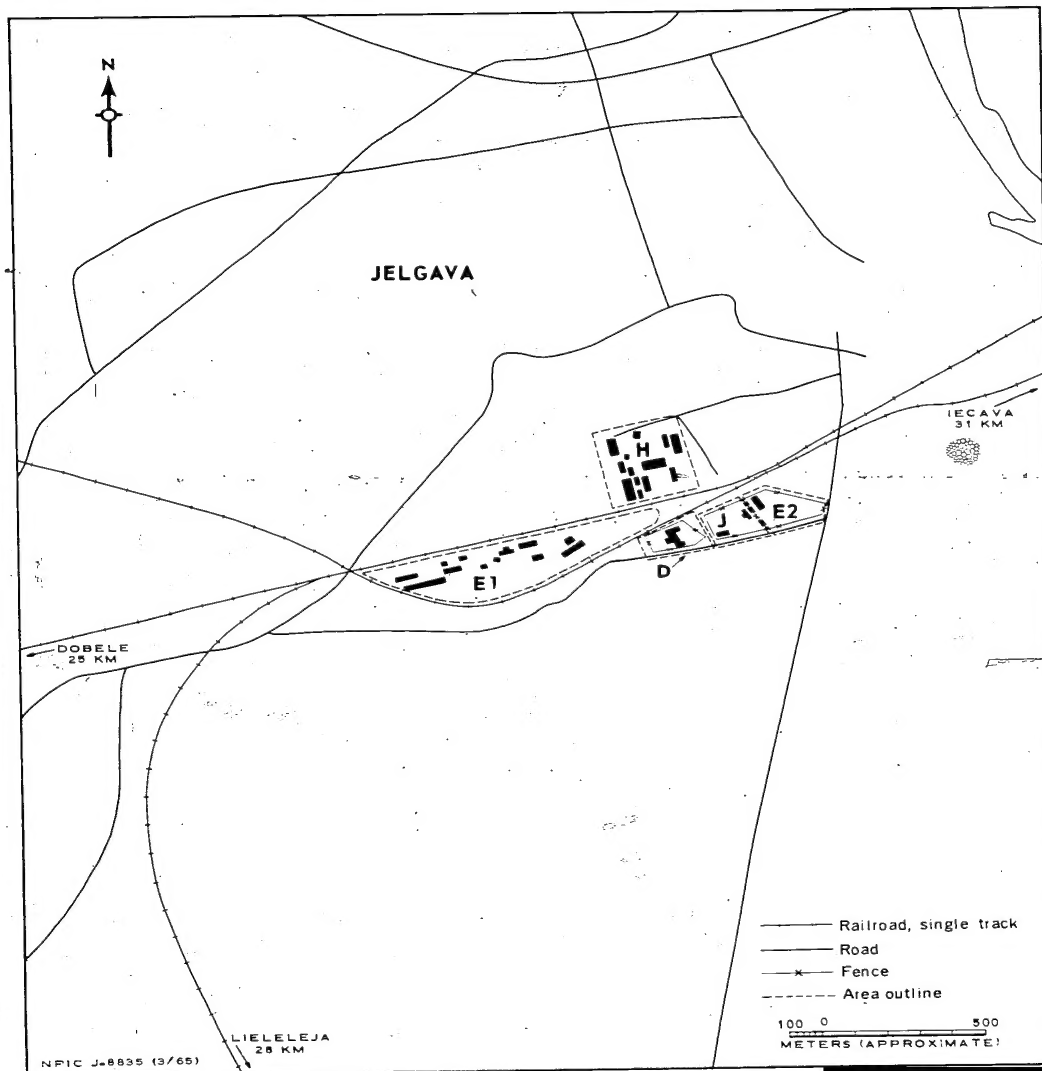 N
JELGAVA
IECAVA
31 KM
H
J
E2
E1
D
DOBELE
25 KM
Railroad, single track
Road
Fence
Area outline
100 0 500
METERS (APPROXIMATE)
LIELELEJA
28 KM
NPIC J-8835 (3/65)